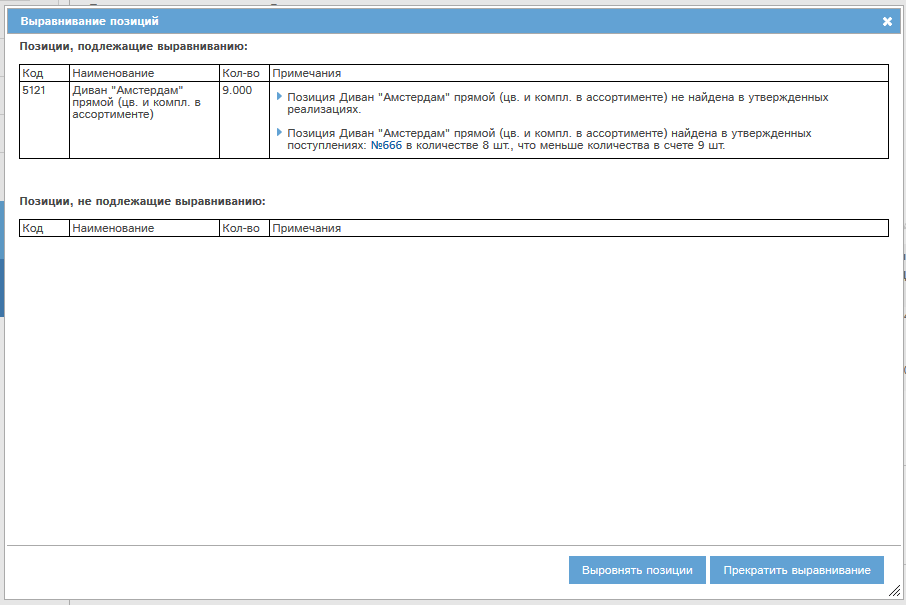 Выравнивание позиций
Позиции, подлежащие выравниванию:
Код Наименование Кол-во Примечания
5121 Диван "Амстердам" прямой (цв. и компл. в ассортименте) 9.000
Позиция Диван "Амстердам" прямой (цв. и компл. в ассортименте) не найдена в утвержденных
реализациях.
Позиция Диван "Амстердам" прямой (цв. и компл. в ассортименте) найдена в утвержденных
поступлениях: №666 в количестве 8 шт., что меньше количества в счете 9 шт.
Позиции, не подлежащие выравниванию:
Код Наименование Кол-во Примечания
Выровнять позиции Прекратить выравнивание